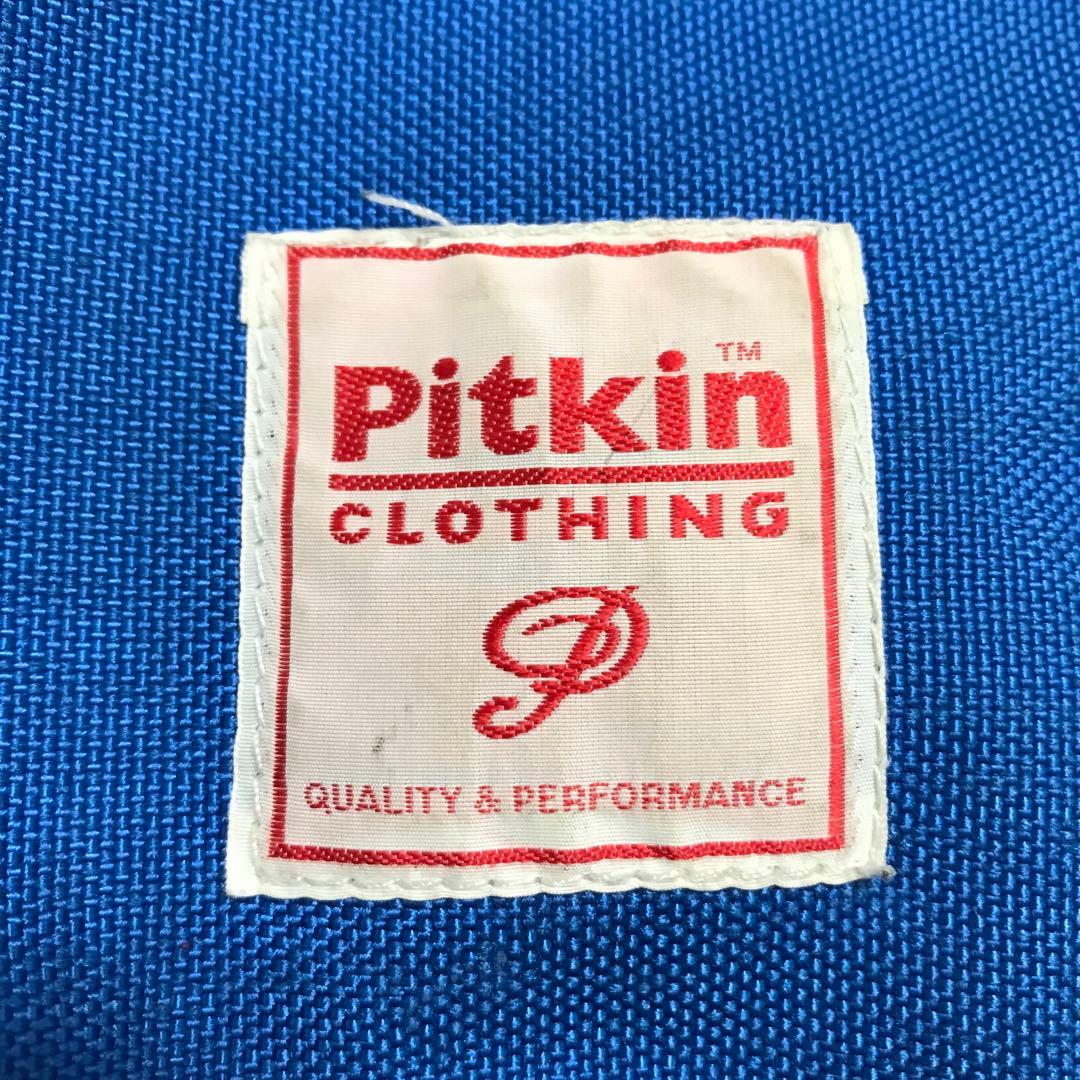 Pitkin™
CLOTHING
P
QUALITY & PERFORMANCE